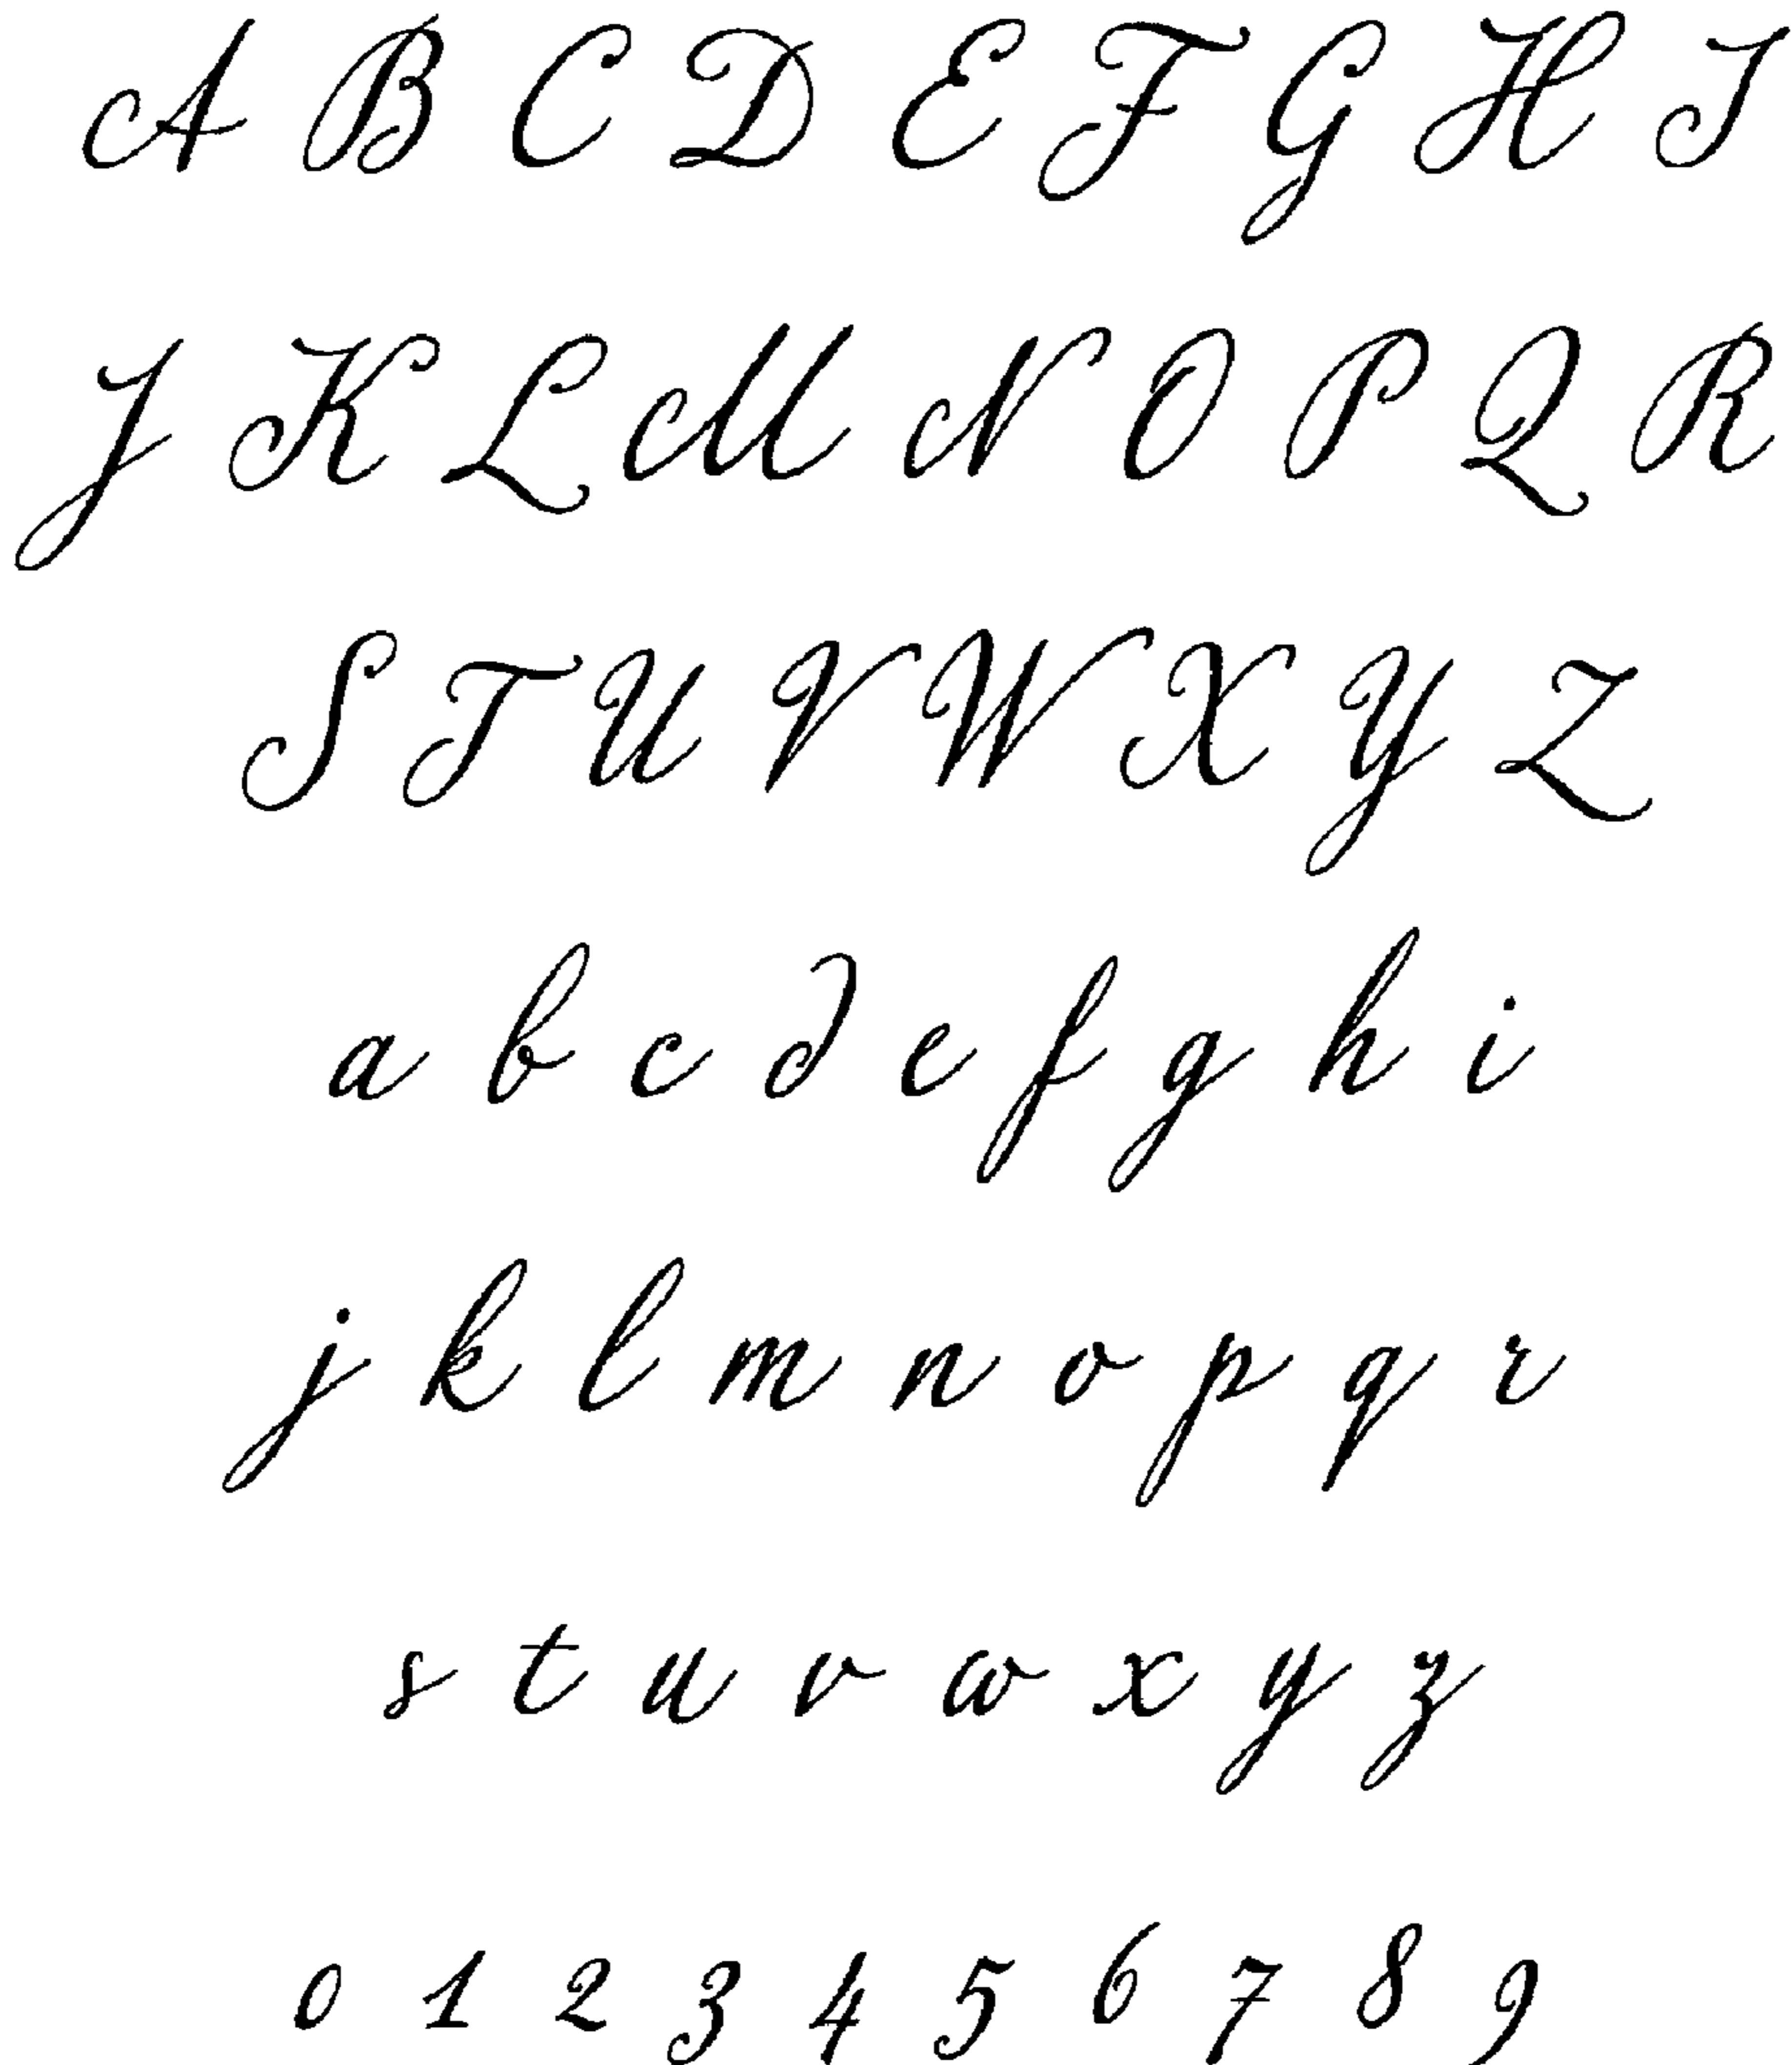 A B C D E F G H I
J K L M N O P Q R
S T U V W X Y Z
a b c d e f g h i
j k l m n o p q r
s t u v w x y z
0 1 2 3 4 5 6 7 8 9